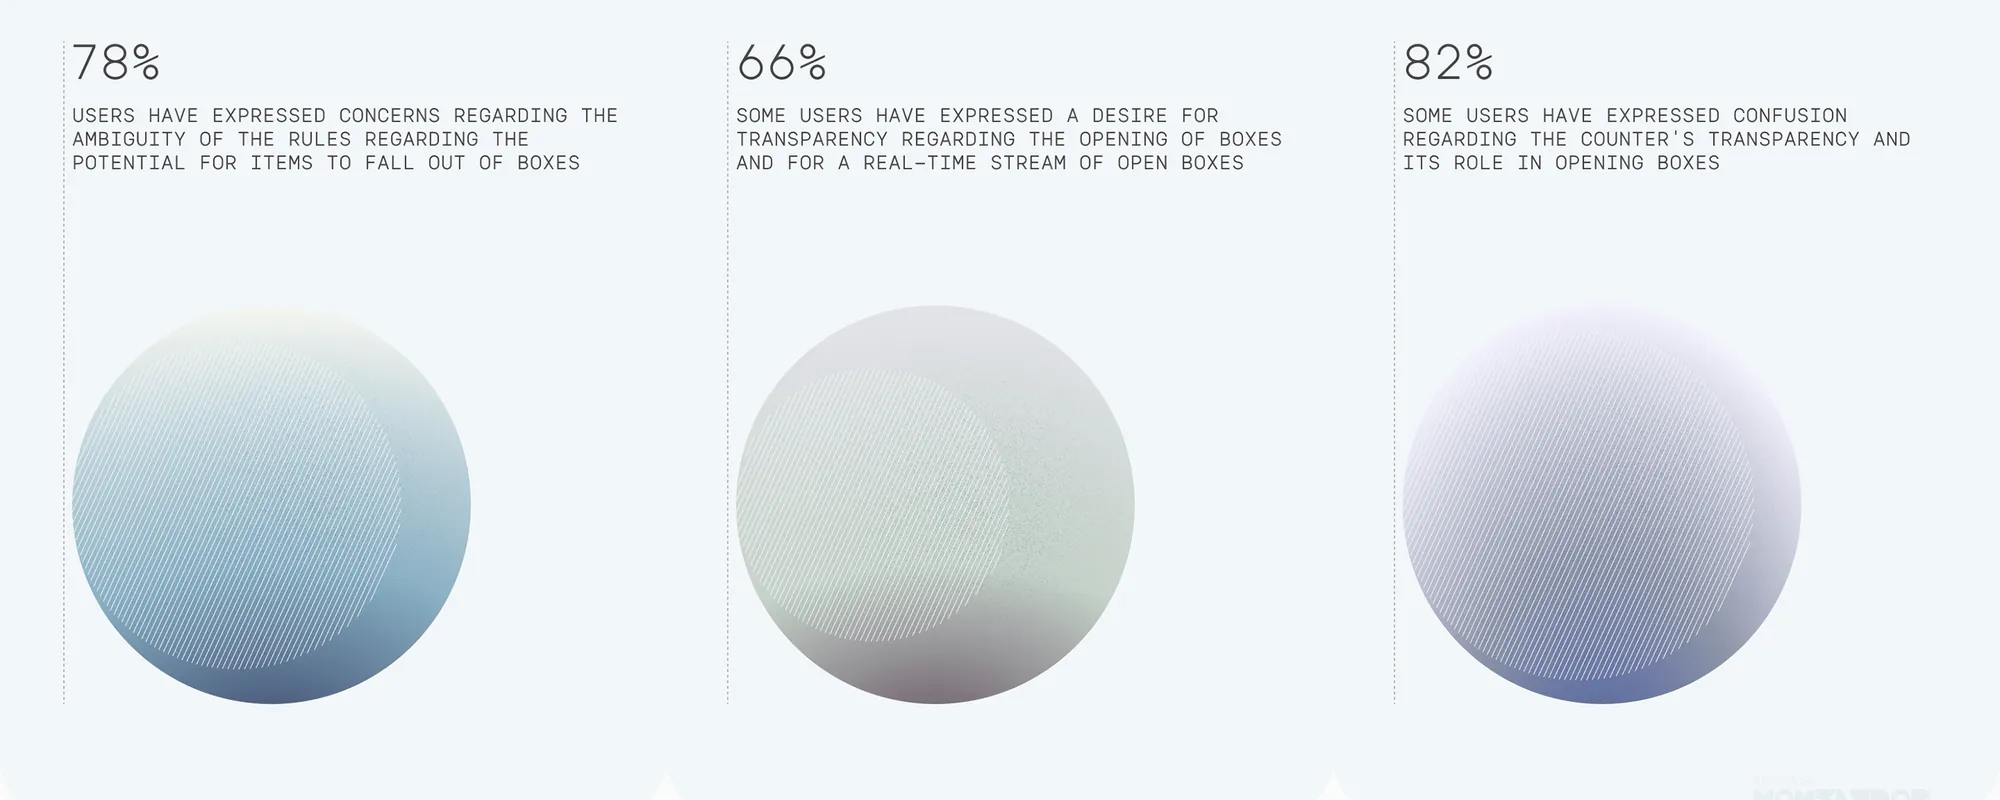 78%
USERS HAVE EXPRESSED CONCERNS REGARDING THE
AMBIGUITY OF THE RULES REGARDING THE
POTENTIAL FOR ITEMS TO FALL OUT OF BOXES
66%
SOME USERS HAVE EXPRESSED A DESIRE FOR
TRANSPARENCY REGARDING THE OPENING OF BOXES
AND FOR A REAL-TIME STREAM OF OPEN BOXES
82%
SOME USERS HAVE EXPRESSED CONFUSION
REGARDING THE COUNTER'S TRANSPARENCY AND
ITS ROLE IN OPENING BOXES